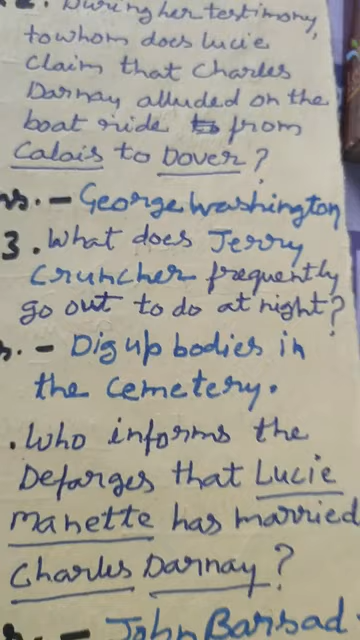 2. During her testimony,
to whom does Lucie
claim that Charles
Darnay alluded on the
boat ride from
Calais to Dover?
ns. - George Washington
3. What does Jerry
Cruncher frequently
go out to do at night?
s. - Dig up bodies in
the cemetery.
. Who informs the
Defarges that Lucie
Manette has married
Charles Darnay?
s. - John Barsad.